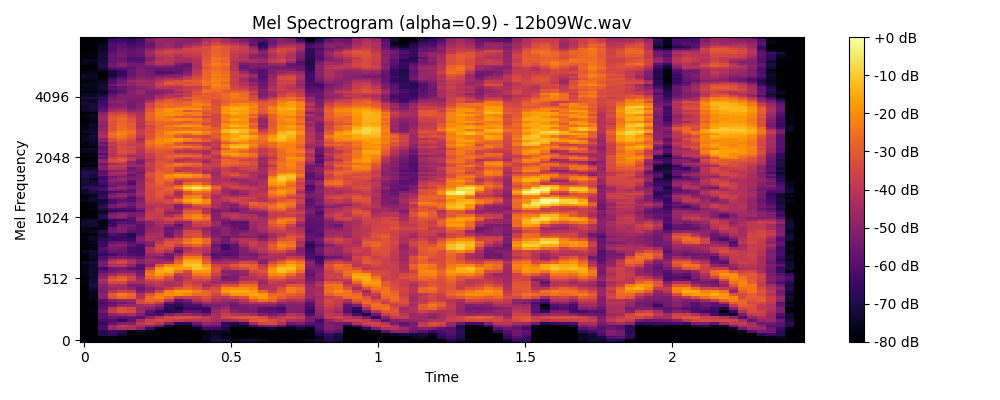 Mel Spectrogram (alpha=0.9) - 12b09Wc.wav
Mel Frequency
4096
2048
1024
512
0
0
0.5
1
1.5
2
Time
+0 dB
-10 dB
-20 dB
-30 dB
-40 dB
-50 dB
-60 dB
-70 dB
-80 dB